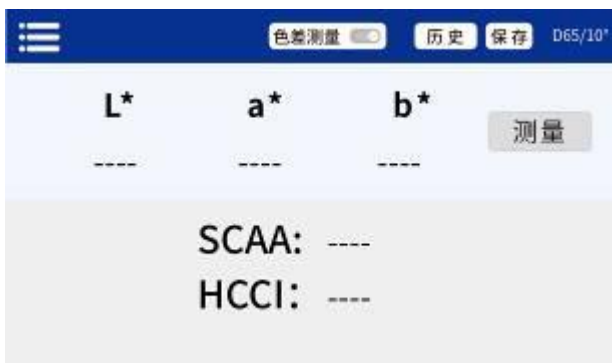 色差测量 历史 保存 D65/10°
L* a* b*
测量
---- ---- ----
SCAA: ----
HCCI: ----